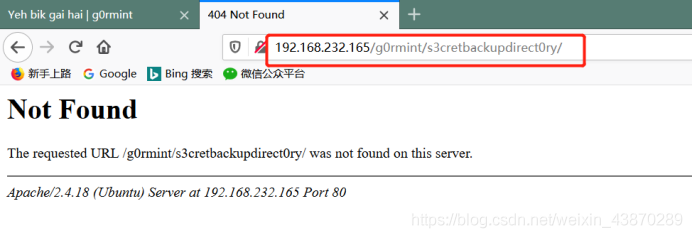 Yeh bik gai hai | g0rmint
404 Not Found
192.168.232.165/g0rmint/s3cretbackupdirect0ry/
新手上路 Google Bing 搜索 微信公众平台
Not Found
The requested URL /g0rmint/s3cretbackupdirect0ry/ was not found on this server.
Apache/2.4.18 (Ubuntu) Server at 192.168.232.165 Port 80
https://blog.csdn.net/weixin_43870289